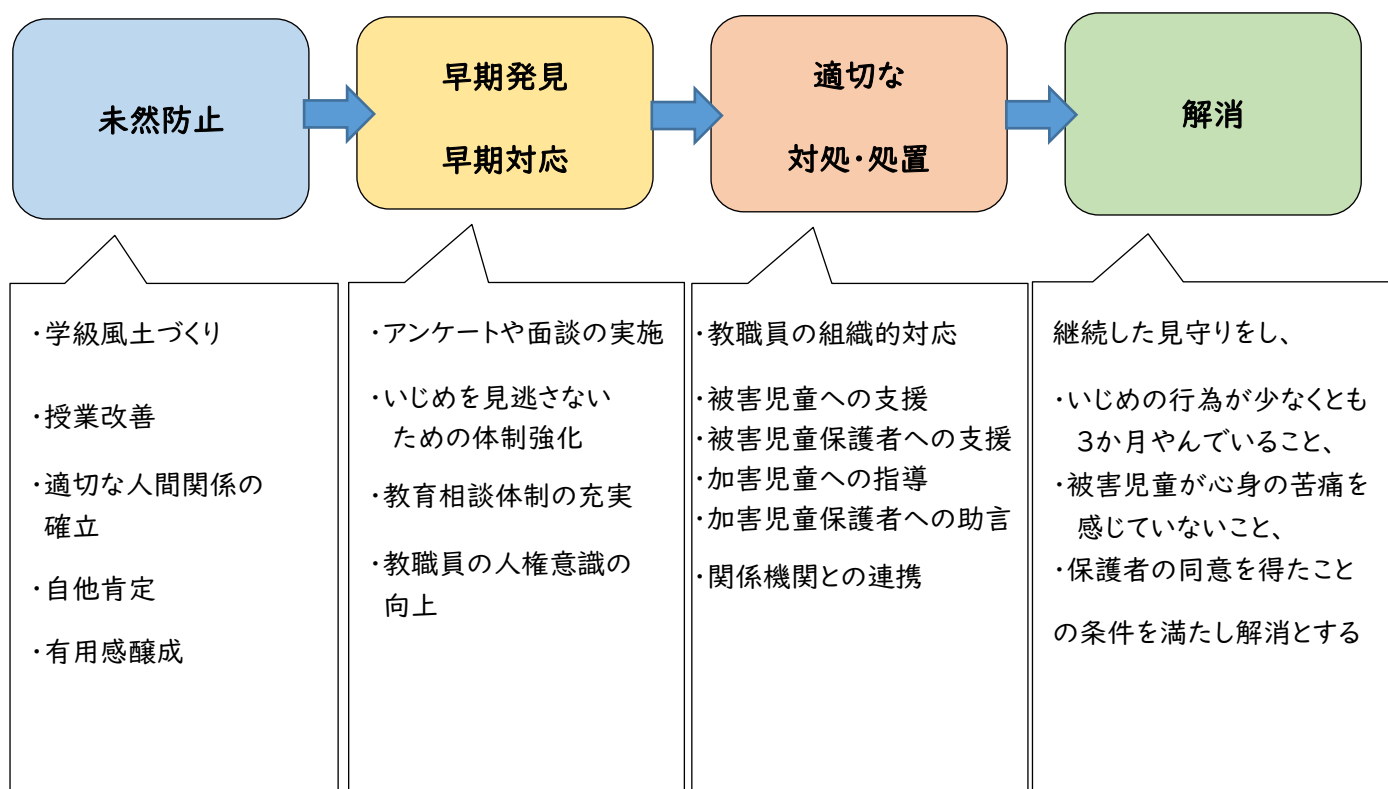 未然防止
早期発見
早期対応
適切な
対処・処置
解消
・学級風土づくり
・授業改善
・適切な人間関係の
確立
・自他肯定
・有用感醸成
・アンケートや面談の実施
・いじめを見逃さない
ための体制強化
・教育相談体制の充実
・教職員の人権意識の
向上
・教職員の組織的対応
・被害児童への支援
・被害児童保護者への支援
・加害児童への指導
・加害児童保護者への助言
・関係機関との連携
継続した見守りをし、
・いじめの行為が少なくとも
３か月やんでいること、
・被害児童が心身の苦痛を
感じていないこと、
・保護者の同意を得たこと
の条件を満たし解消とする